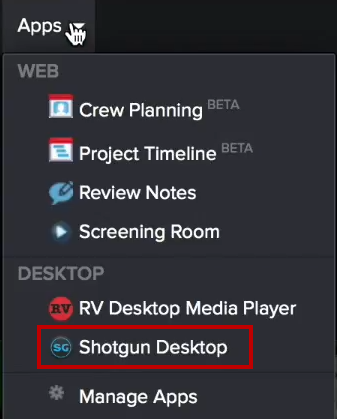 Apps
WEB
Crew Planning BETA
Project Timeline BETA
Review Notes
Screening Room
DESKTOP
RV RV Desktop Media Player
SG Shotgun Desktop
Manage Apps